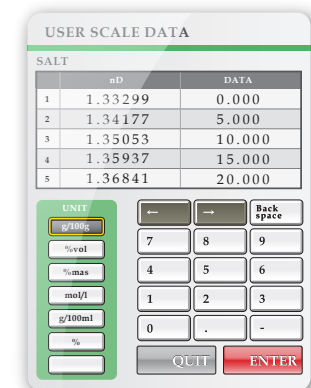 USER SCALE DATA
SALT
nD DATA
1 1.33299 0.000
2 1.34177 5.000
3 1.35053 10.000
4 1.35937 15.000
5 1.36841 20.000
UNIT
g/100g
%vol
%mas
mol/l
g/100ml
%
← → Back space
7 8 9
4 5 6
1 2 3
0 . -
QUIT ENTER